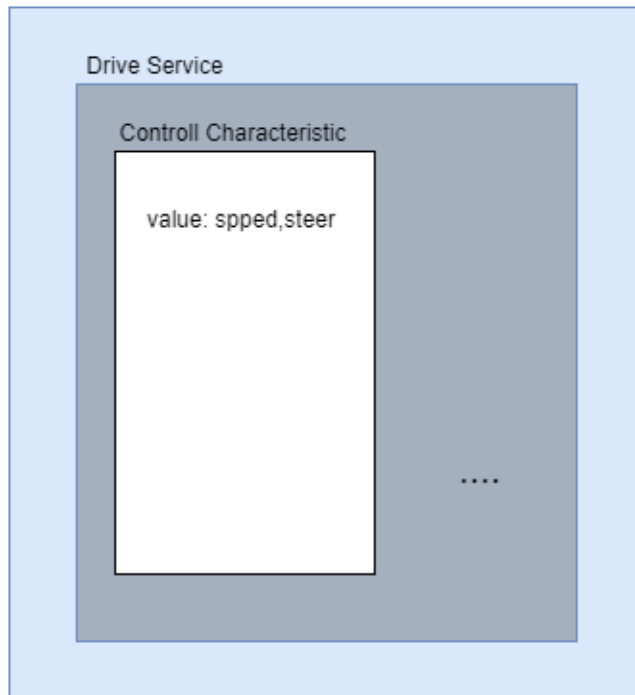 Drive Service
Controll Characteristic
value: spped,steer
....